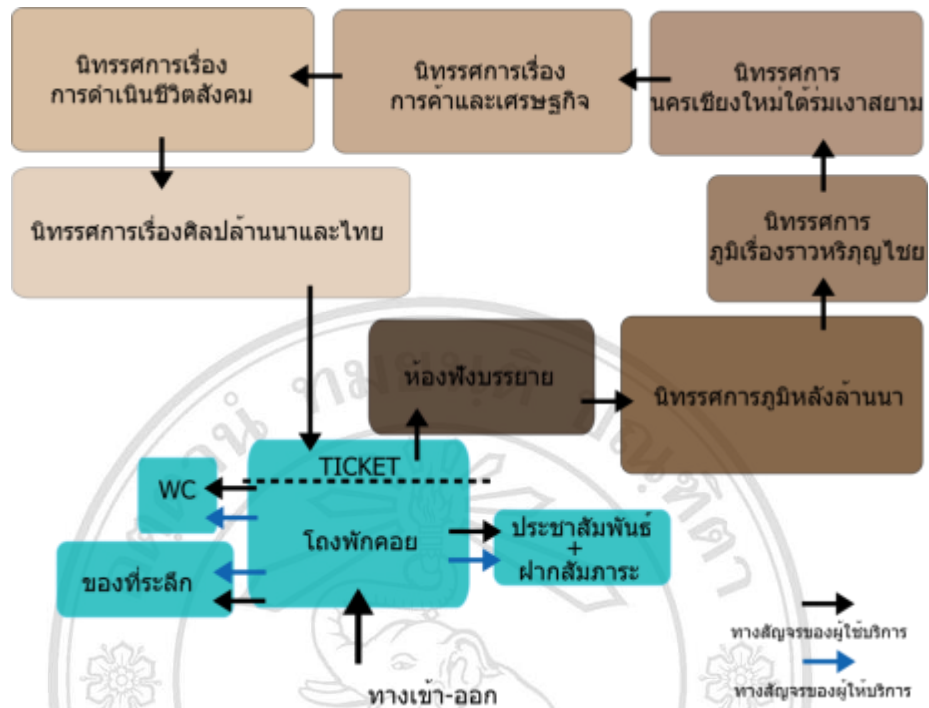 นิทรรศการเรื่อง
การดำเนินชีวิตสังคม
นิทรรศการเรื่อง
การค้าและเศรษฐกิจ
นิทรรศการ
นครเชียงใหม่ใต้ร่มเงาสยาม
นิทรรศการเรื่องศิลปล้านนาและไทย
นิทรรศการ
ภูมิเรื่องราวหริภุญไชย
ห้องฟังบรรยาย
นิทรรศการภูมิหลังล้านนา
TICKET
WC
โถงพักคอย
ประชาสัมพันธ์
+
ฝากสัมภาระ
ของที่ระลึก
ทางสัญจรของผู้ใช้บริการ
ทางสัญจรของผู้ให้บริการ
ทางเข้า-ออก